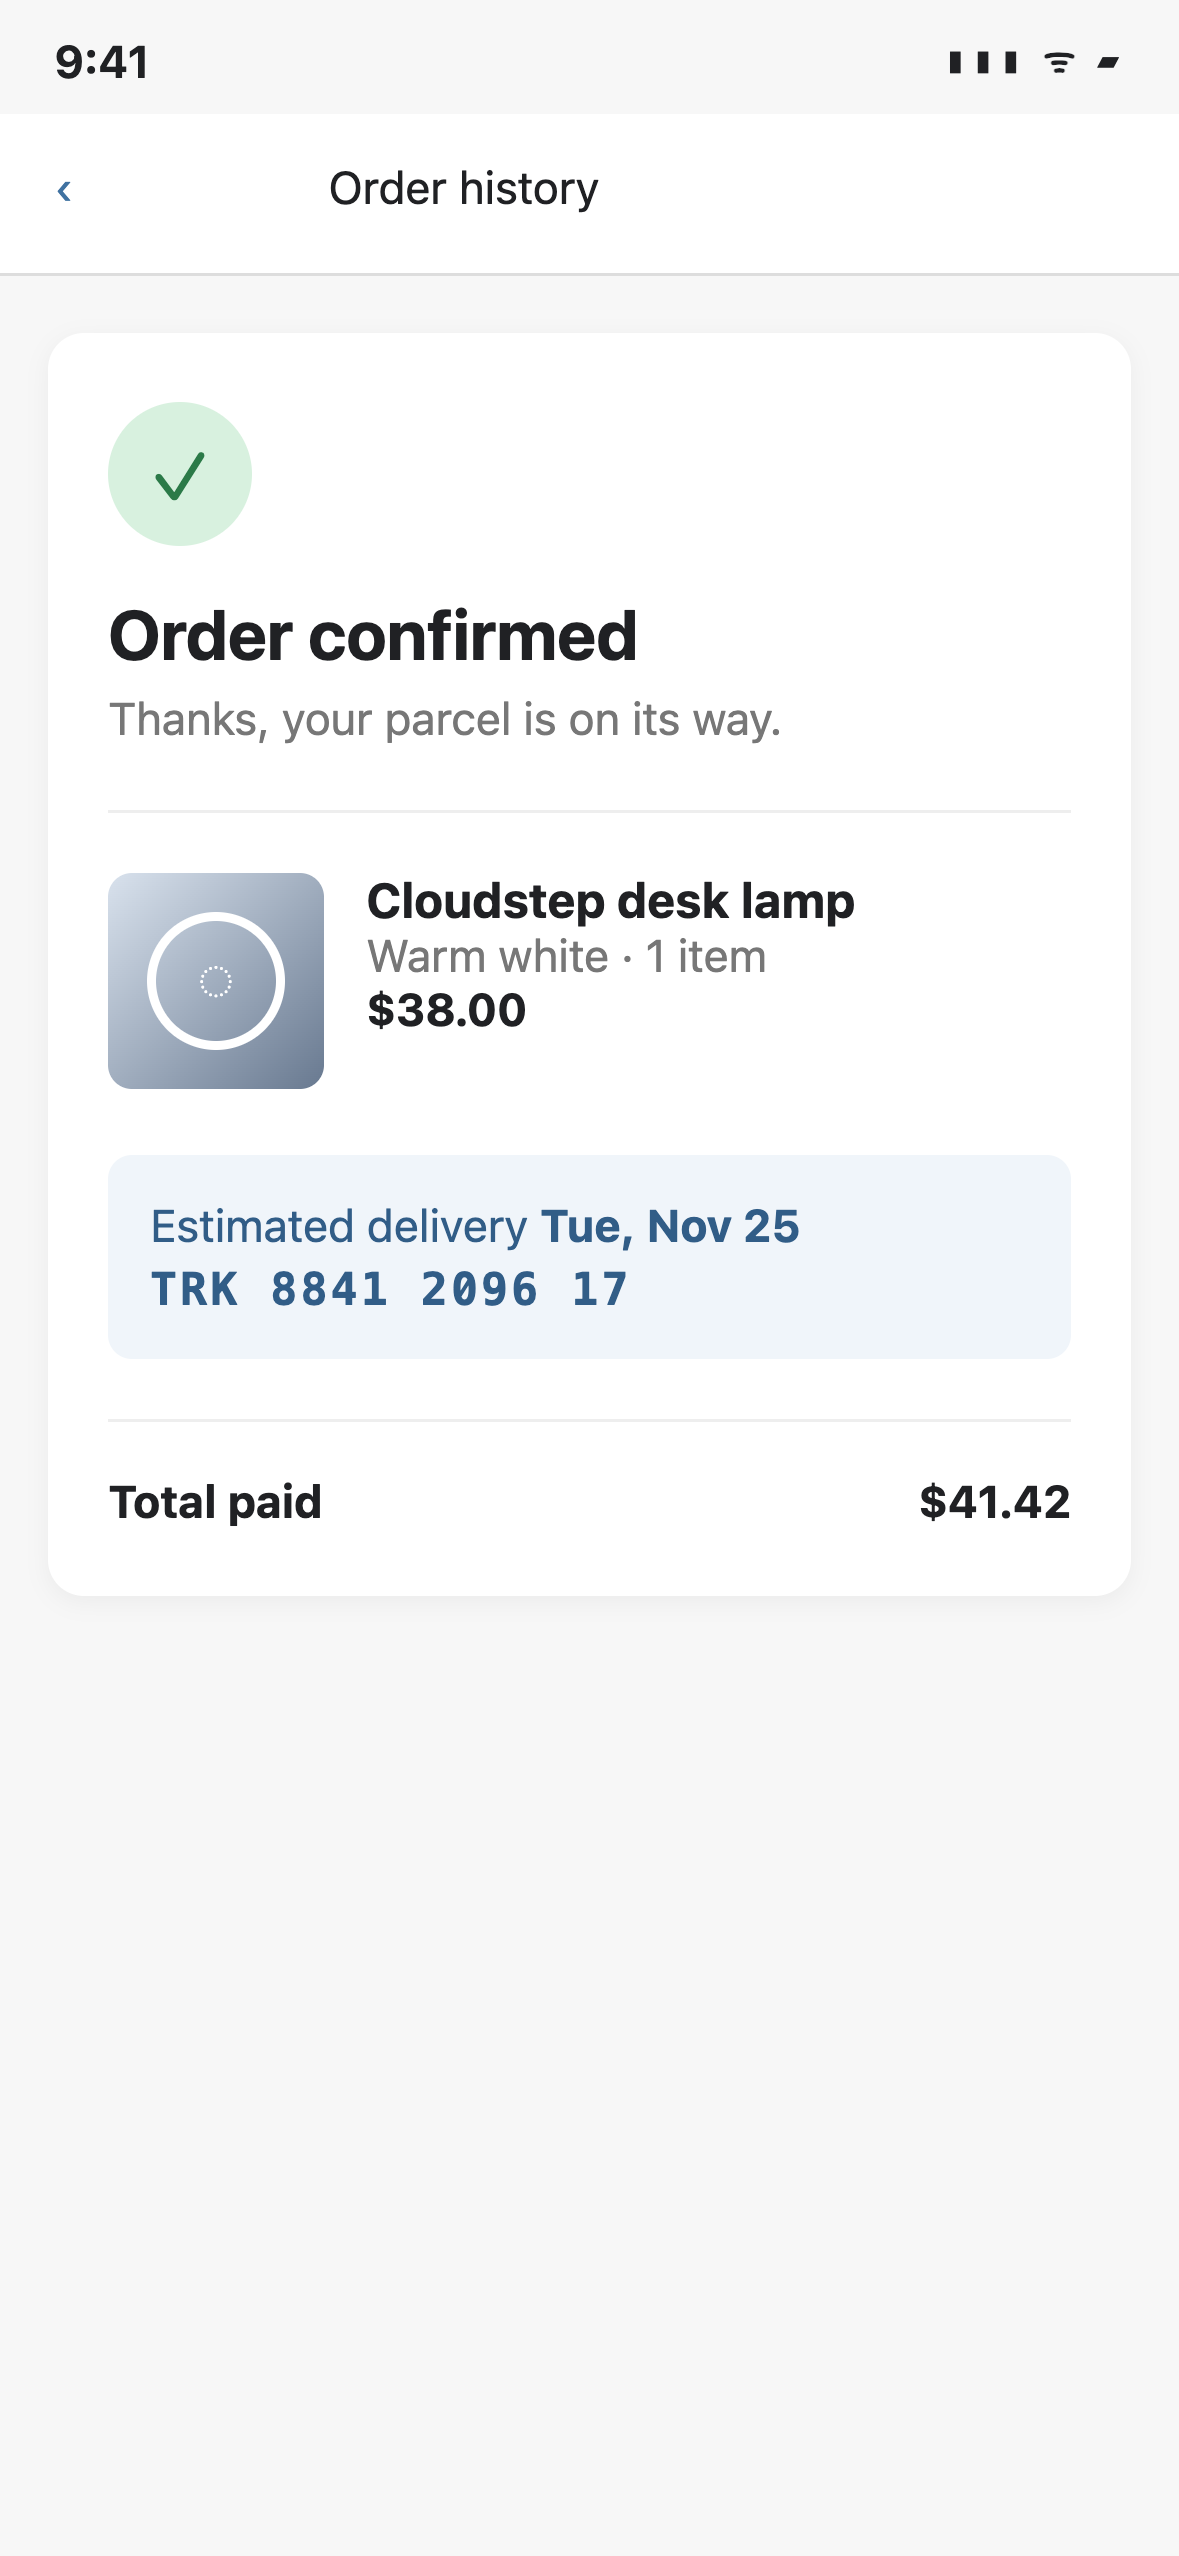 9:41
‹ Order history
Order confirmed
Thanks, your parcel is on its way.
Cloudstep desk lamp
Warm white · 1 item
$38.00
Estimated delivery Tue, Nov 25
TRK 8841 2096 17
Total paid $41.42